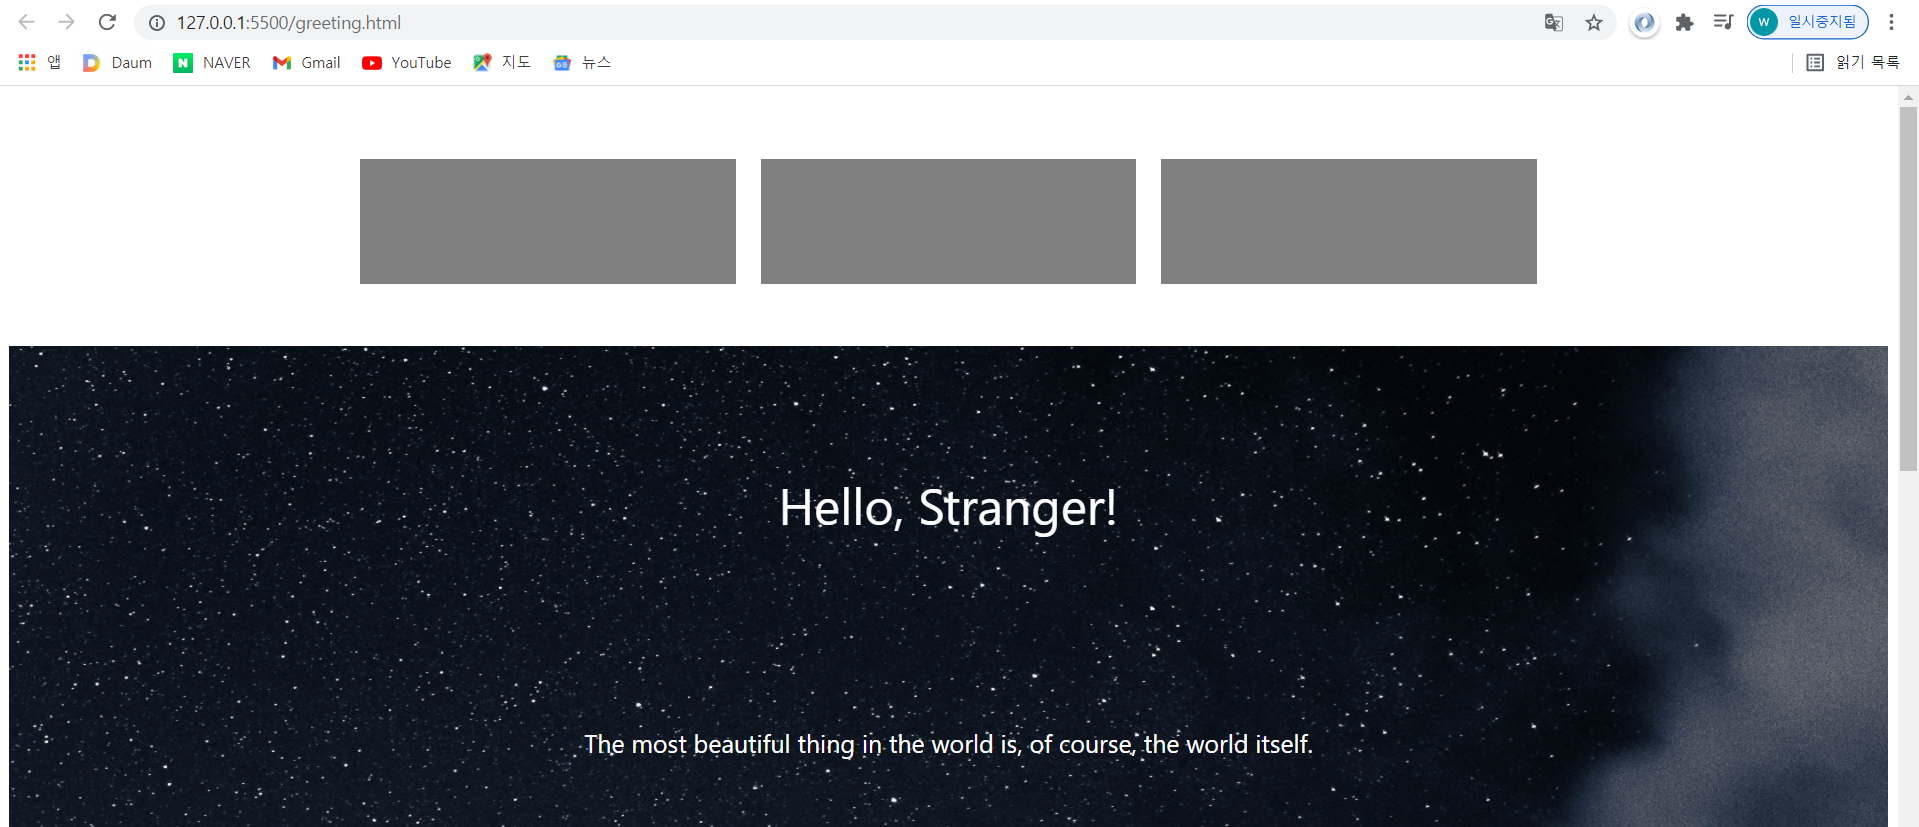 127.0.0.1:5500/greeting.html
W 일시중지됨
앱 Daum NAVER Gmail YouTube 지도 뉴스 읽기 목록
Hello, Stranger!
The most beautiful thing in the world is, of course, the world itself.